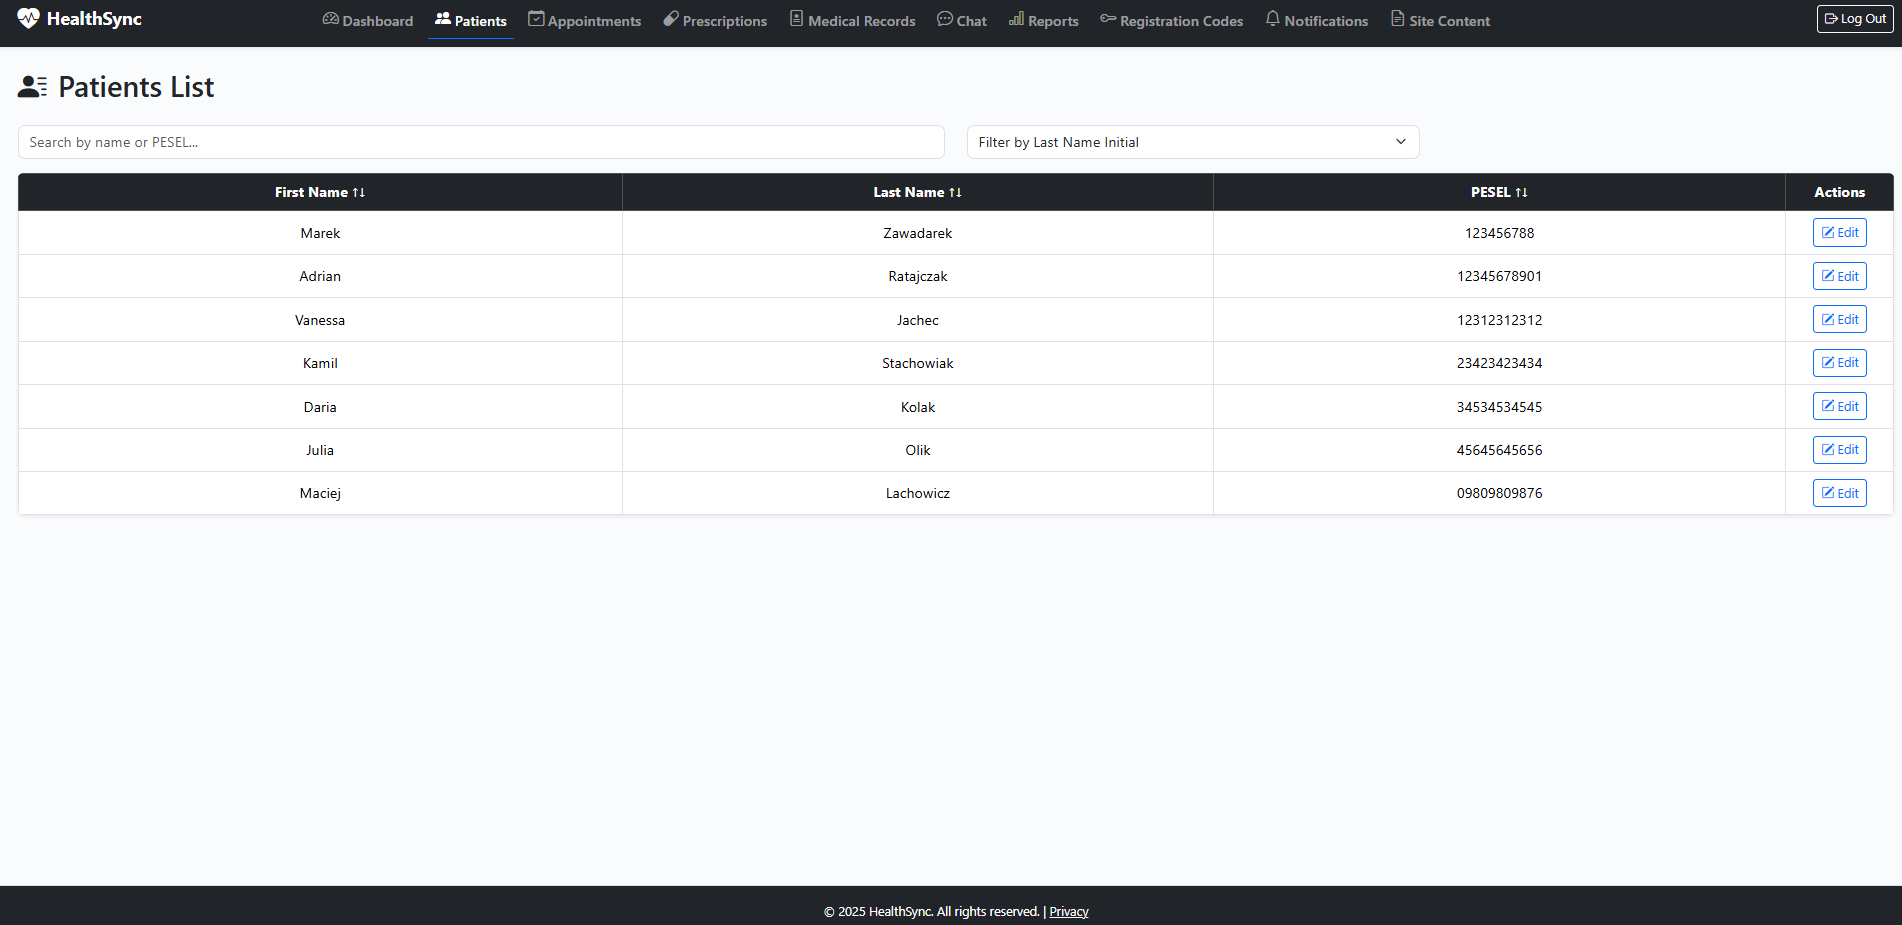 HealthSync Dashboard Patients Appointments Prescriptions Medical Records Chat Reports Registration Codes Notifications Site Content Log Out
Patients List
Search by name or PESEL... Filter by Last Name Initial
First Name ↑↓ Last Name ↑↓ PESEL ↑↓ Actions
Marek Zawadarek 123456788 Edit
Adrian Ratajczak 12345678901 Edit
Vanessa Jachec 12312312312 Edit
Kamil Stachowiak 23423423434 Edit
Daria Kolak 34534534545 Edit
Julia Olik 45645645656 Edit
Maciej Lachowicz 09809809876 Edit
© 2025 HealthSync. All rights reserved. | Privacy